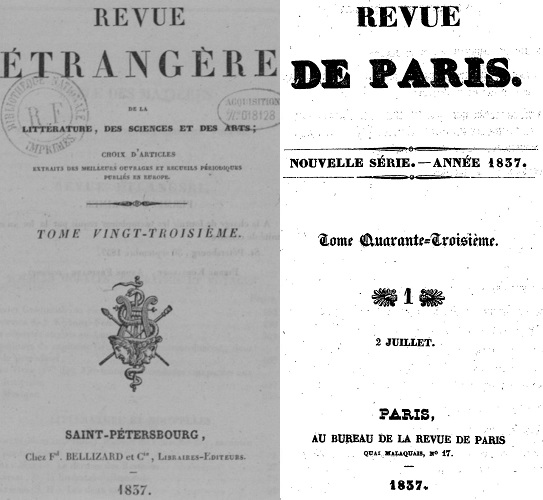 REVUE
ÉTRANGÈRE
BIBLIOTHÈQUE NATIONALE
R.F.
IMPRIMÉS
ACQUISITION
N° 018128
DE LA
LITTÉRATURE, DES SCIENCES ET DES ARTS;
CHOIX D'ARTICLES
EXTRAITS DES MEILLEURS OUVRAGES ET RECUEILS PÉRIODIQUES
PUBLIÉS EN EUROPE.
TOME VINGT-TROISIÈME.
SAINT-PÉTERSBOURG,
Chez Fd. BELLIZARD et Cie, LIBRAIRES-EDITEURS.
1837.
REVUE
DE PARIS.
NOUVELLE SÉRIE.—ANNÉE 1837.
Tome Quarante-Troisième.
1
2 JUILLET.
PARIS,
AU BUREAU DE LA REVUE DE PARIS
QUAI MALAQUAIS, N° 17.
1837.